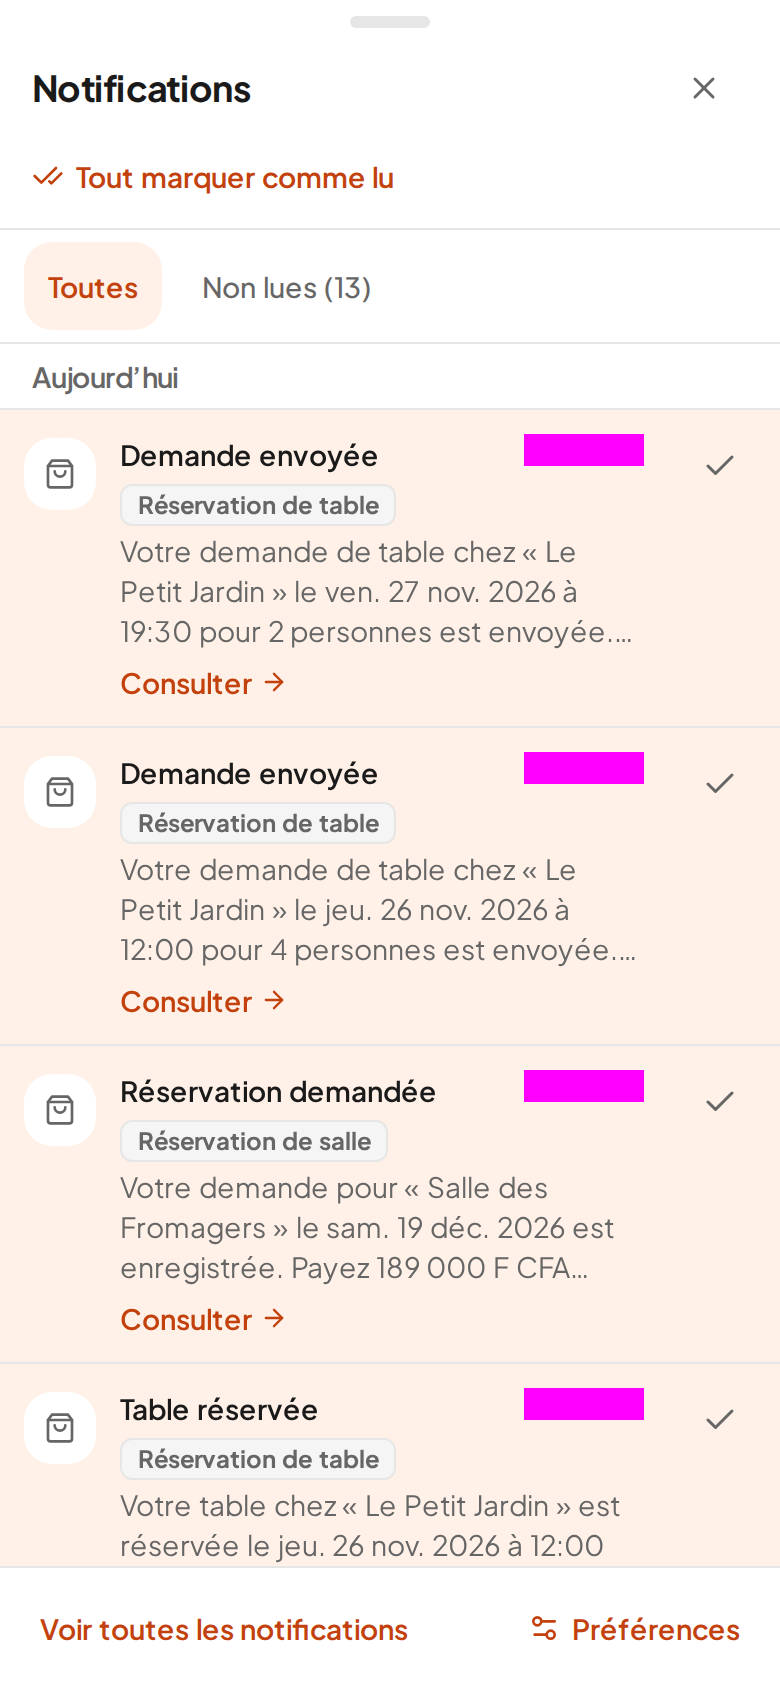 Notifications
Tout marquer comme lu
Toutes
Non lues (13)
Aujourd’hui
Demande envoyée
Réservation de table
Votre demande de table chez « Le
Petit Jardin » le ven. 27 nov. 2026 à
19:30 pour 2 personnes est envoyée.…
Consulter
Demande envoyée
Réservation de table
Votre demande de table chez « Le
Petit Jardin » le jeu. 26 nov. 2026 à
12:00 pour 4 personnes est envoyée.…
Consulter
Réservation demandée
Réservation de salle
Votre demande pour « Salle des
Fromagers » le sam. 19 déc. 2026 est
enregistrée. Payez 189 000 F CFA…
Consulter
Table réservée
Réservation de table
Votre table chez « Le Petit Jardin » est
réservée le jeu. 26 nov. 2026 à 12:00
Voir toutes les notifications
Préférences